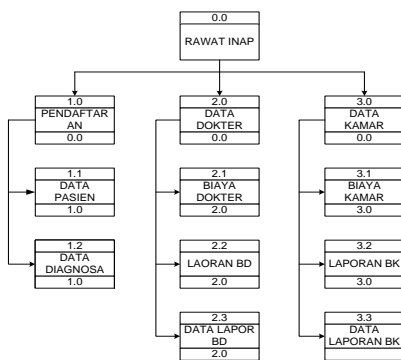 0.0
RAWAT INAP
1.0
PENDAFTAR
AN
0.0
2.0
DATA
DOKTER
0.0
3.0
DATA
KAMAR
0.0
1.1
DATA
PASIEN
1.0
2.1
BIAYA
DOKTER
2.0
3.1
BIAYA
KAMAR
3.0
1.2
DATA
DIAGNOSA
1.0
2.2
LAORAN BD
2.0
3.2
LAPORAN BK
3.0
2.3
DATA LAPOR
BD
2.0
3.3
DATA
LAPORAN BK